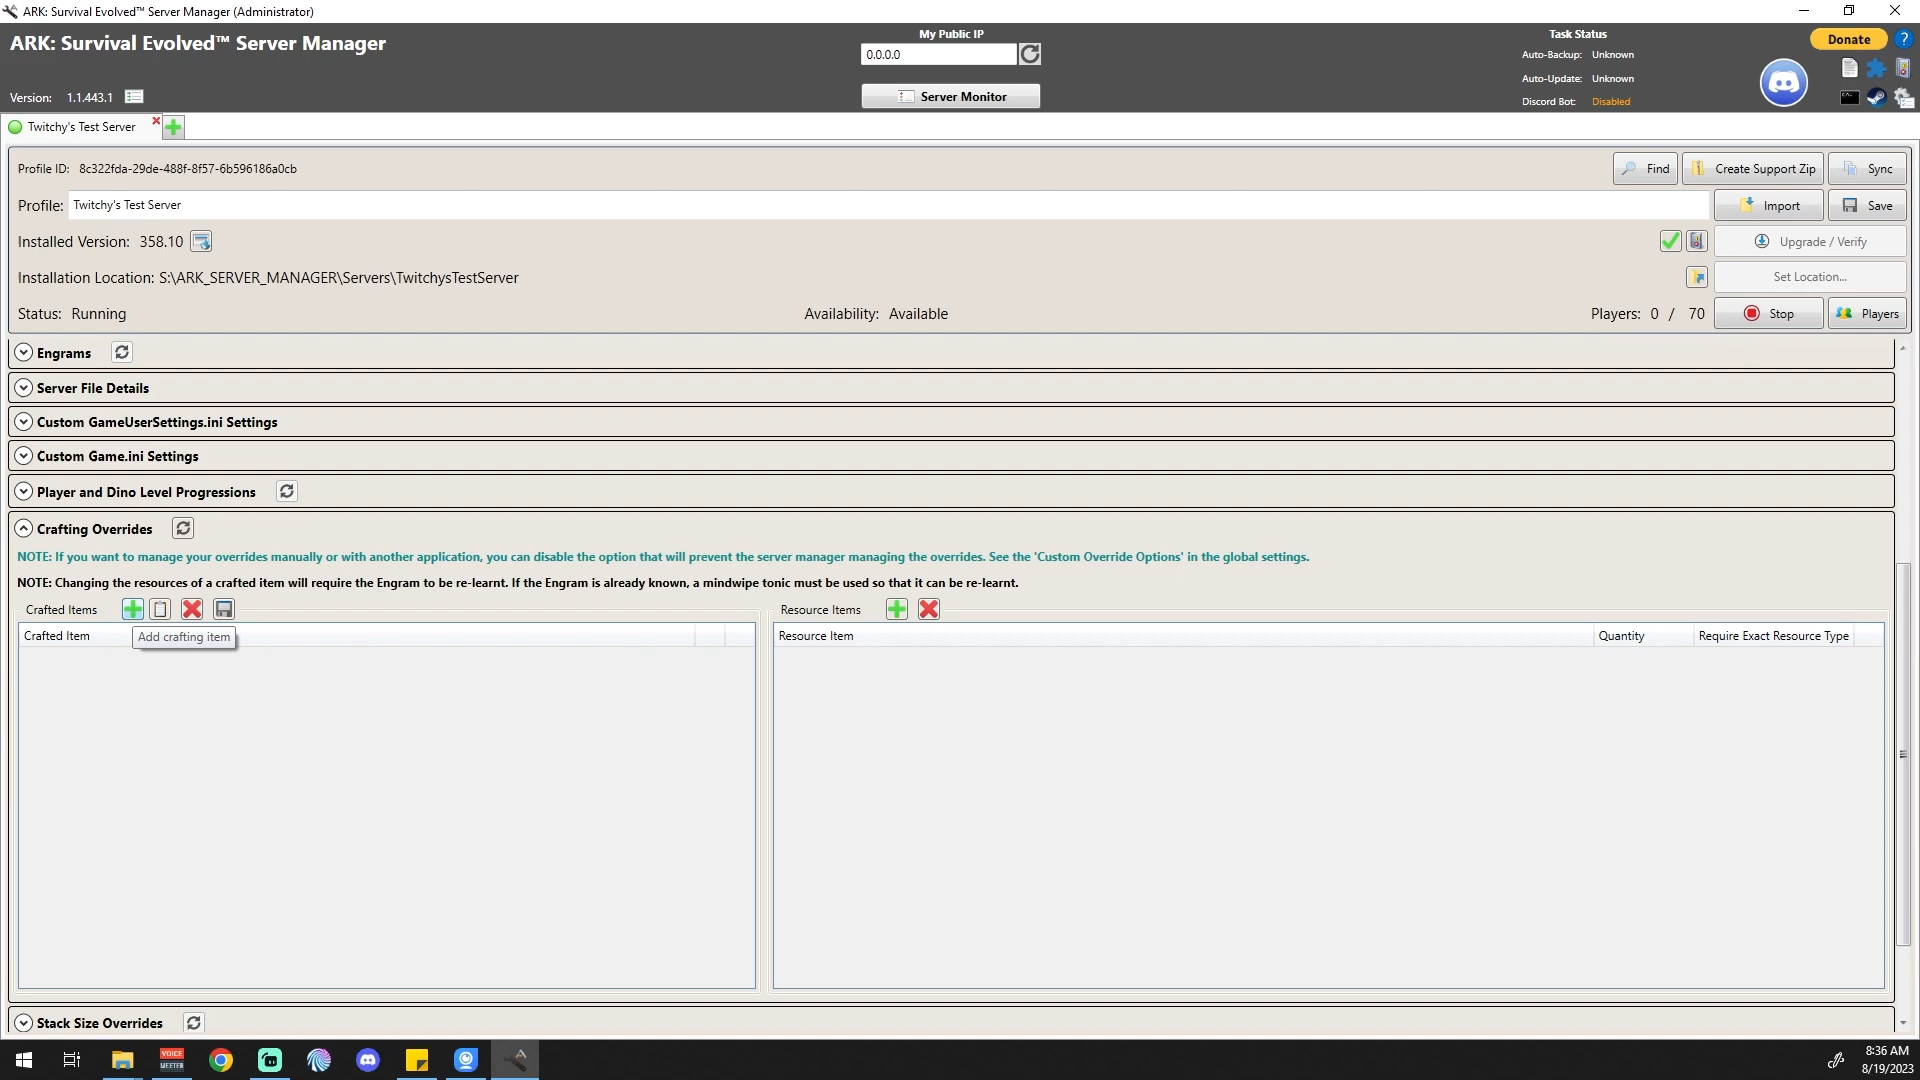 ARK: Survival Evolved™ Server Manager (Administrator)
ARK: Survival Evolved™ Server Manager
My Public IP
0.0.0.0
Task Status
Auto-Backup: Unknown
Auto-Update: Unknown
Discord Bot: Disabled
Donate
?
Version: 1.1.443.1
Server Monitor
Twitchy's Test Server
Profile ID: 8c322fda-29de-488f-8f57-6b596186a0cb
Find
Create Support Zip
Sync
Profile: Twitchy's Test Server
Import
Save
Installed Version: 358.10
Upgrade / Verify
Installation Location: S:\ARK_SERVER_MANAGER\Servers\TwitchysTestServer
Set Location...
Status: Running
Availability: Available
Players: 0 / 70
Stop
Players
Engrams
Server File Details
Custom GameUserSettings.ini Settings
Custom Game.ini Settings
Player and Dino Level Progressions
Crafting Overrides
NOTE: If you want to manage your overrides manually or with another application, you can disable the option that will prevent the server manager managing the overrides. See the 'Custom Override Options' in the global settings.
NOTE: Changing the resources of a crafted item will require the Engram to be re-learnt. If the Engram is already known, a mindwipe tonic must be used so that it can be re-learnt.
Crafted Items
Resource Items
Crafted Item
Add crafting item
Resource Item
Quantity
Require Exact Resource Type
Stack Size Overrides
VOICE
MEETER
8:36 AM
8/19/2023